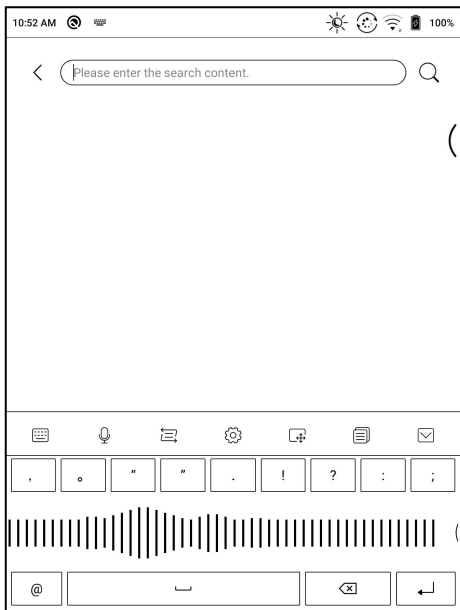 10:52 AM 100%
Please enter the search content.
, 。 “ ” . ! ? : ;
@